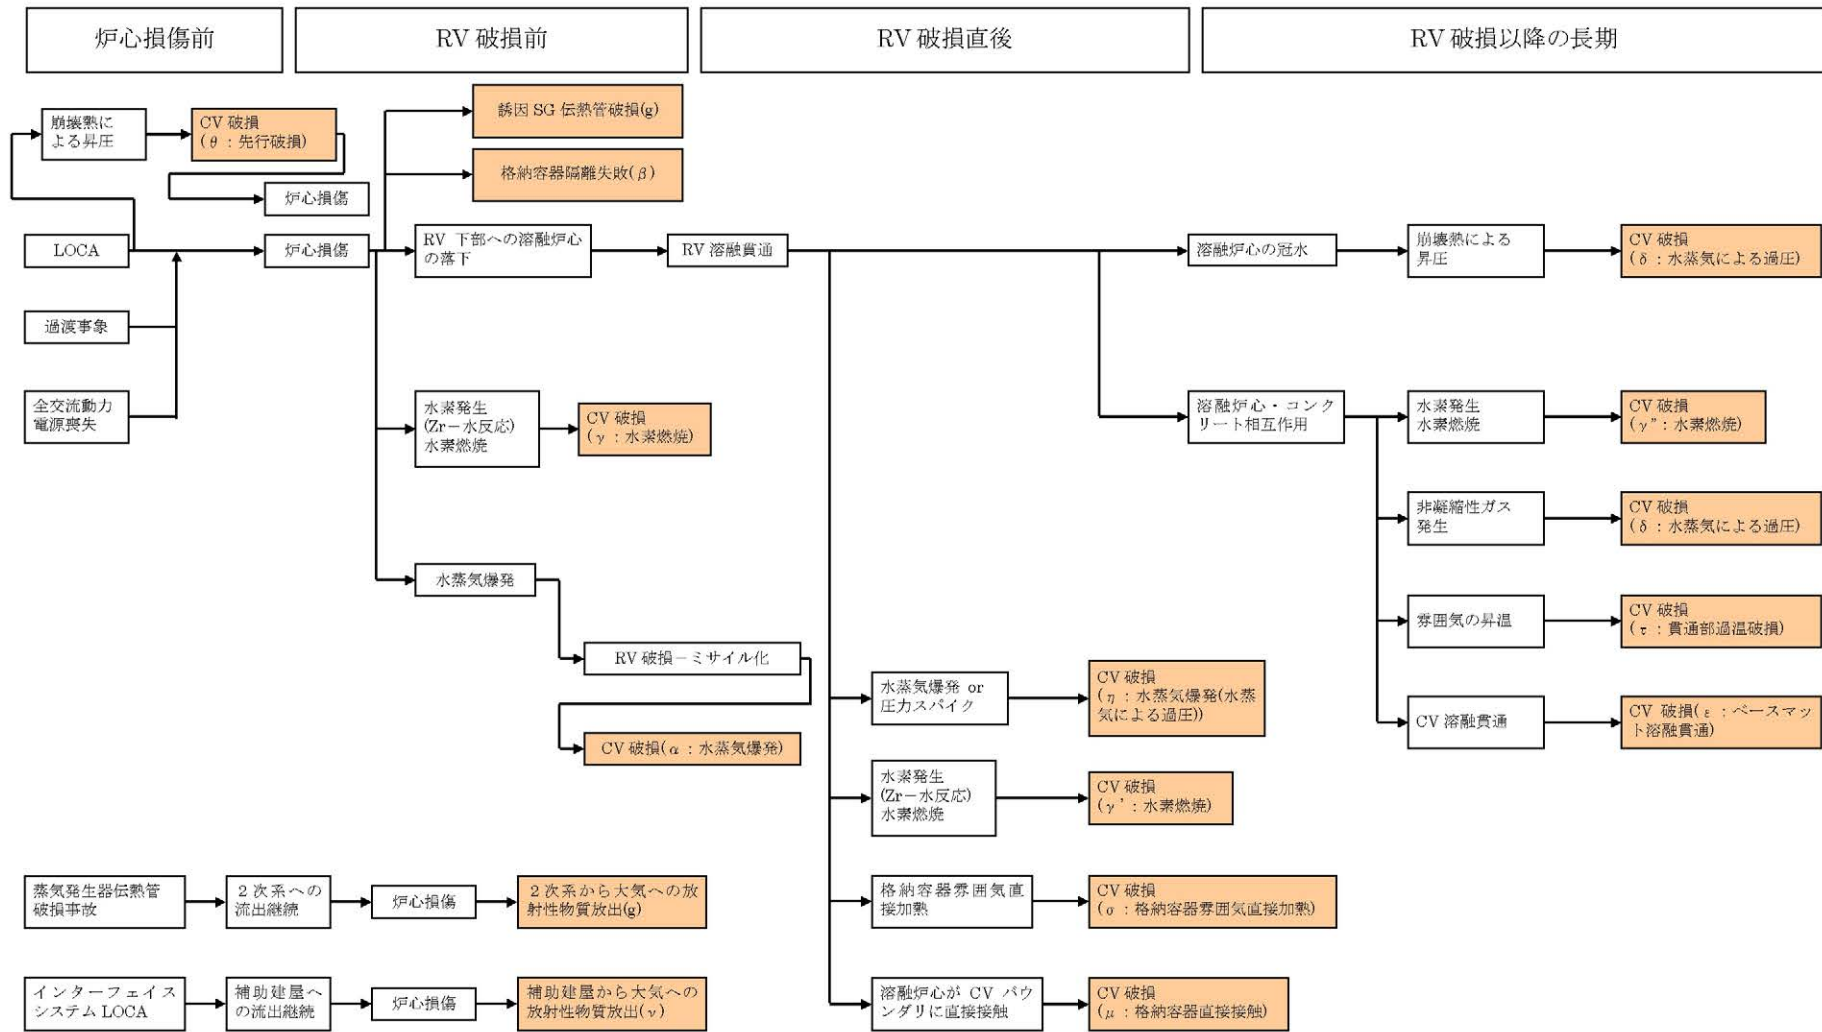 炉心損傷前
RV 破損前
RV 破損直後
RV 破損以降の長期
崩壊熱に
よる昇圧
CV 破損
(θ：先行破損)
炉心損傷
誘因 SG 伝熱管破損(g)
格納容器隔離失敗(β)
LOCA
炉心損傷
RV 下部への溶融炉心
の落下
RV 溶融貫通
溶融炉心の冠水
崩壊熱による
昇圧
CV 破損
(δ：水蒸気による過圧)
過渡事象
全交流動力
電源喪失
水素発生
(Zr－水反応)
水素燃焼
CV 破損
(γ：水素燃焼)
溶融炉心・コンク
リート相互作用
水素発生
水素燃焼
CV 破損
(γ”：水素燃焼)
非凝縮性ガス
発生
CV 破損
(δ：水蒸気による過圧)
水蒸気爆発
RV 破損－ミサイル化
CV 破損(α：水蒸気爆発)
雰囲気の昇温
CV 破損
(τ：貫通部過温破損)
水蒸気爆発 or
圧力スパイク
CV 破損
(η：水蒸気爆発(水蒸
気による過圧))
CV 溶融貫通
CV 破損(ε：ベースマッ
ト溶融貫通)
水素発生
(Zr－水反応)
水素燃焼
CV 破損
(γ’：水素燃焼)
蒸気発生器伝熱管
破損事故
２次系への
流出継続
炉心損傷
２次系から大気への放
射性物質放出(g)
格納容器雰囲気直
接加熱
CV 破損
(σ：格納容器雰囲気直接加熱)
インターフェイス
システム LOCA
補助建屋へ
の流出継続
炉心損傷
補助建屋から大気への
放射性物質放出(ν)
溶融炉心が CV バウ
ンダリに直接接触
CV 破損
(μ：格納容器直接接触)